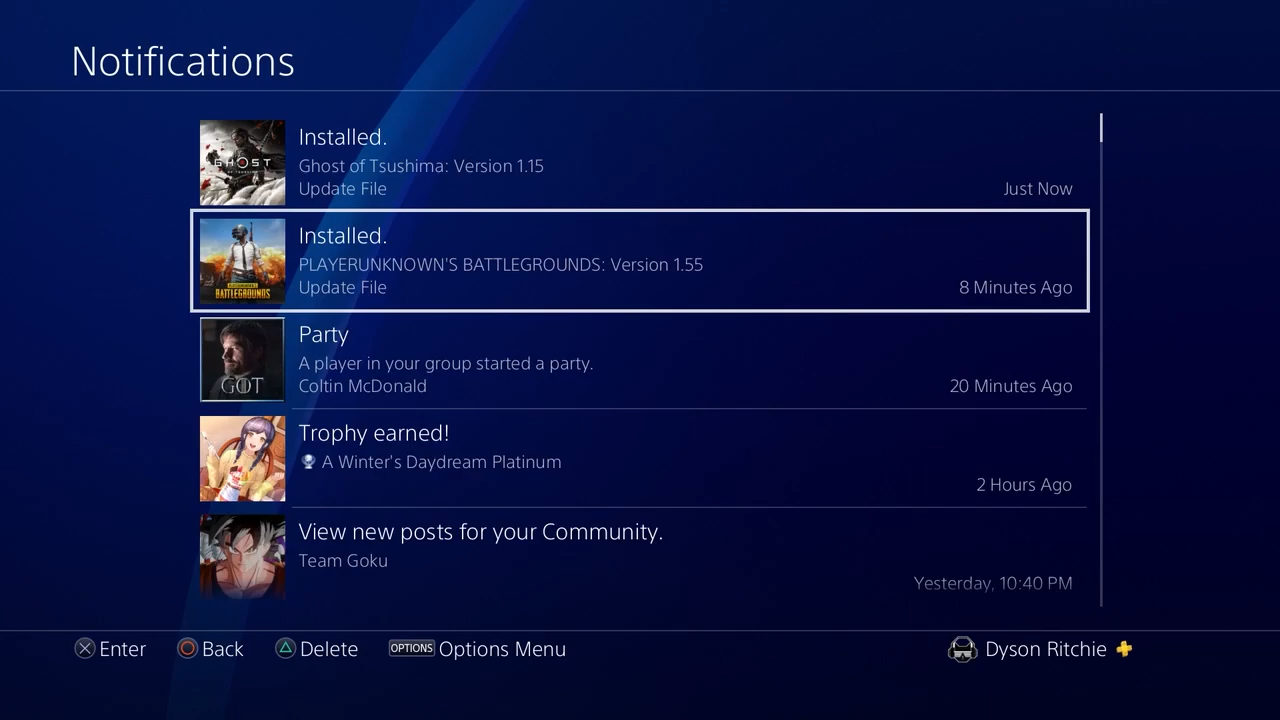 Notifications
GHOST
Installed.
Ghost of Tsushima: Version 1.15
Update File
Just Now
BATTLEGROUNDS
Installed.
PLAYERUNKNOWN'S BATTLEGROUNDS: Version 1.55
Update File
8 Minutes Ago
GOT
Party
A player in your group started a party.
Coltin McDonald
20 Minutes Ago
Trophy earned!
A Winter's Daydream Platinum
2 Hours Ago
View new posts for your Community.
Team Goku
Yesterday, 10:40 PM
Enter
Back
Delete
OPTIONS Options Menu
Dyson Ritchie